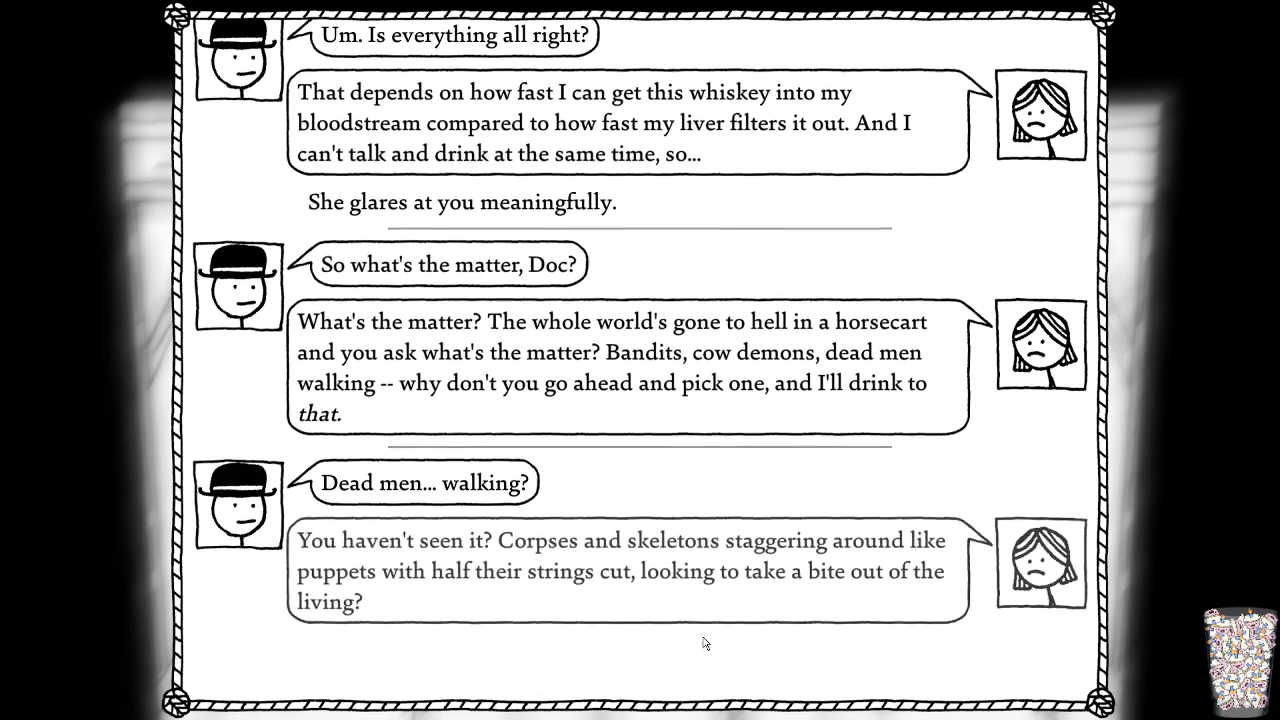 Um. Is everything all right?
That depends on how fast I can get this whiskey into my
bloodstream compared to how fast my liver filters it out. And I
can't talk and drink at the same time, so...
She glares at you meaningfully.
So what's the matter, Doc?
What's the matter? The whole world's gone to hell in a horsecart
and you ask what's the matter? Bandits, cow demons, dead men
walking -- why don't you go ahead and pick one, and I'll drink to
that.
Dead men... walking?
You haven't seen it? Corpses and skeletons staggering around like
puppets with half their strings cut, looking to take a bite out of the
living?